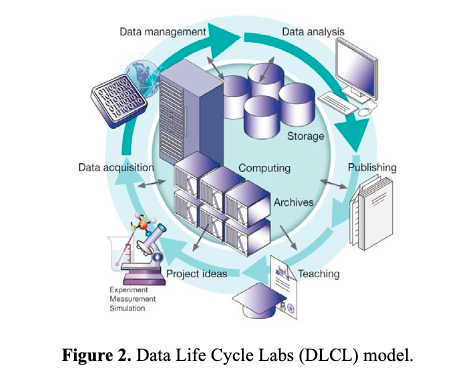 Data management
Data analysis
Storage
Data acquisition
Computing
Publishing
Archives
Project ideas
Teaching
Experiment
Measurement
Simulation
Figure 2. Data Life Cycle Labs (DLCL) model.